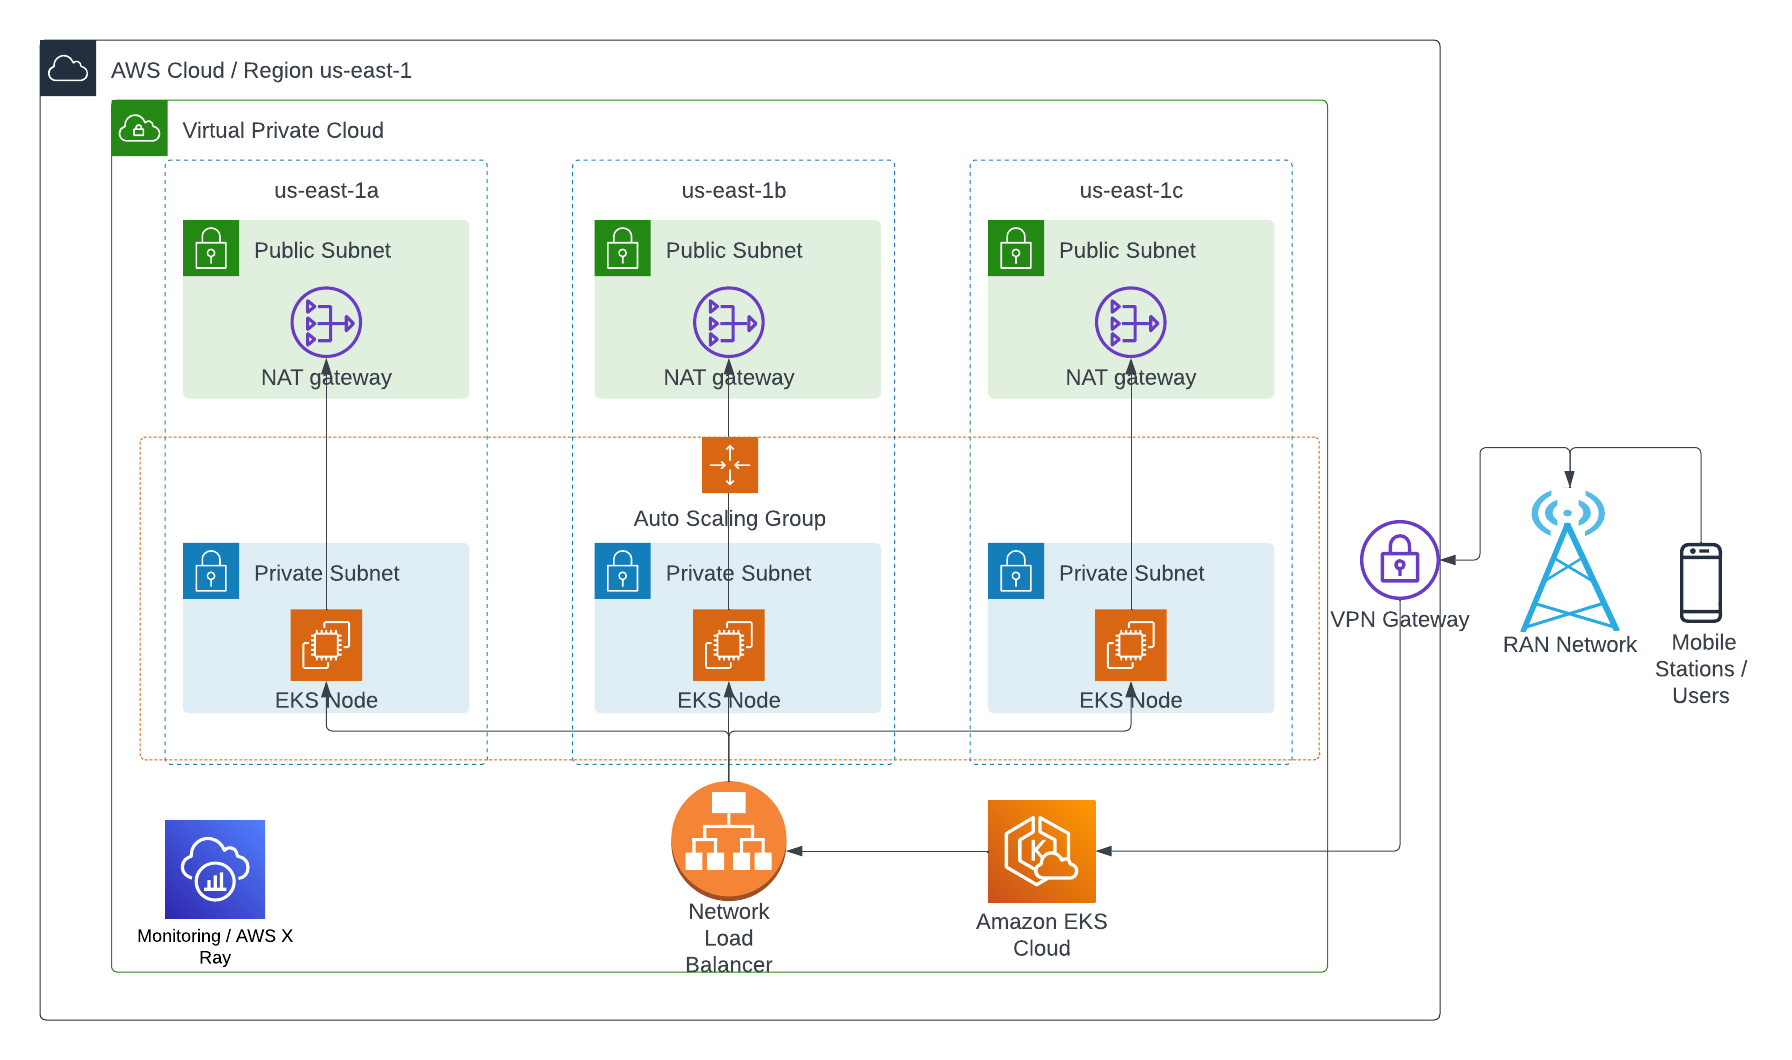 AWS Cloud / Region us-east-1
Virtual Private Cloud
us-east-1a
us-east-1b
us-east-1c
Public Subnet
Public Subnet
Public Subnet
NAT gateway
NAT gateway
NAT gateway
Auto Scaling Group
Private Subnet
Private Subnet
Private Subnet
EKS Node
EKS Node
EKS Node
VPN Gateway
RAN Network
Mobile
Stations /
Users
Network
Load
Balancer
K
Amazon EKS
Cloud
Monitoring / AWS X
Ray